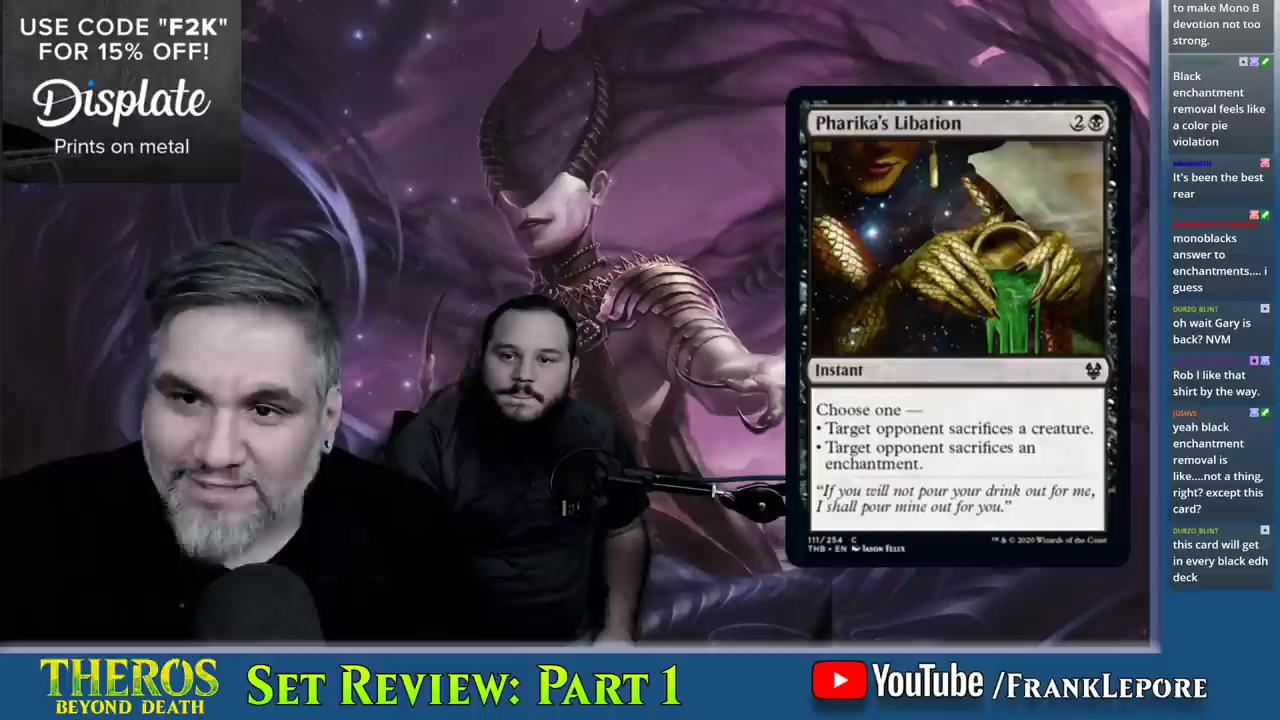 USE CODE "F2K"
FOR 15% OFF!
Displate
Prints on metal
Pharika's Libation 2
Instant
Choose one —
• Target opponent sacrifices a creature.
• Target opponent sacrifices an
enchantment.
"If you will not pour your drink out for me,
I shall pour mine out for you."
111/254 C
THB • EN JASON FELIX
™ & © 2020 Wizards of the Coast
to make Mono B
devotion not too
strong.
Black
enchantment
removal feels like
a color pie
violation
It's been the best
rear
monoblacks
answer to
enchantments.... i
guess
DURZO BLINT
oh wait Gary is
back? NVM
Rob I like that
shirt by the way.
yeah black
enchantment
removal is
like....not a thing,
right? except this
card?
DURZO BLINT
this card will get
in every black edh
deck
THEROS
BEYOND DEATH
SET REVIEW: PART 1
YouTube /FRANKLEPORE